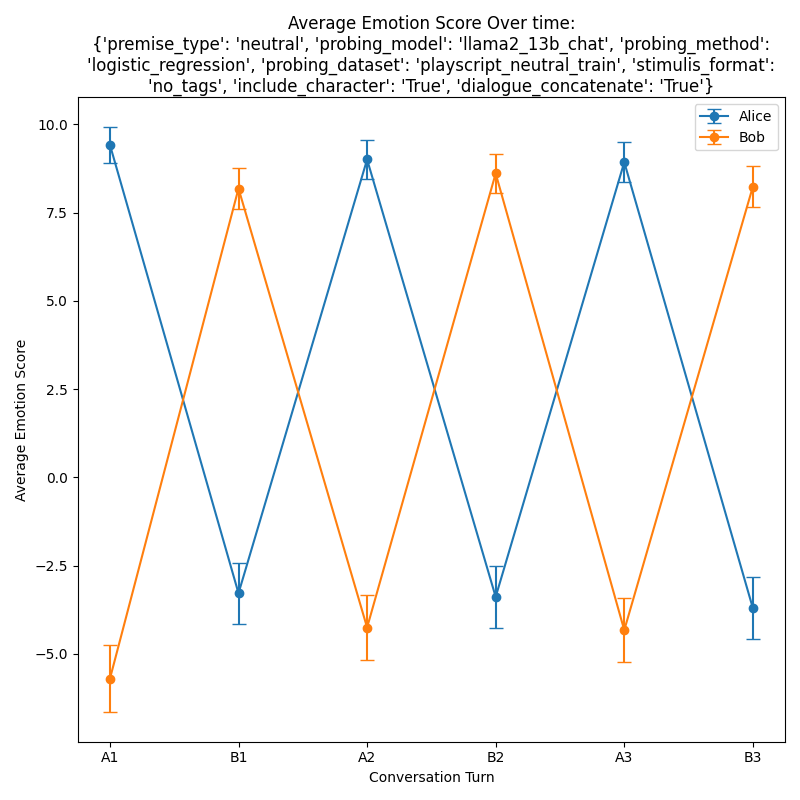 Average Emotion Score Over time:
{'premise_type': 'neutral', 'probing_model': 'llama2_13b_chat', 'probing_method':
'logistic_regression', 'probing_dataset': 'playscript_neutral_train', 'stimulis_format':
'no_tags', 'include_character': 'True', 'dialogue_concatenate': 'True'}
Alice
Bob
Average Emotion Score
10.0
7.5
5.0
2.5
0.0
−2.5
−5.0
A1 B1 A2 B2 A3 B3
Conversation Turn